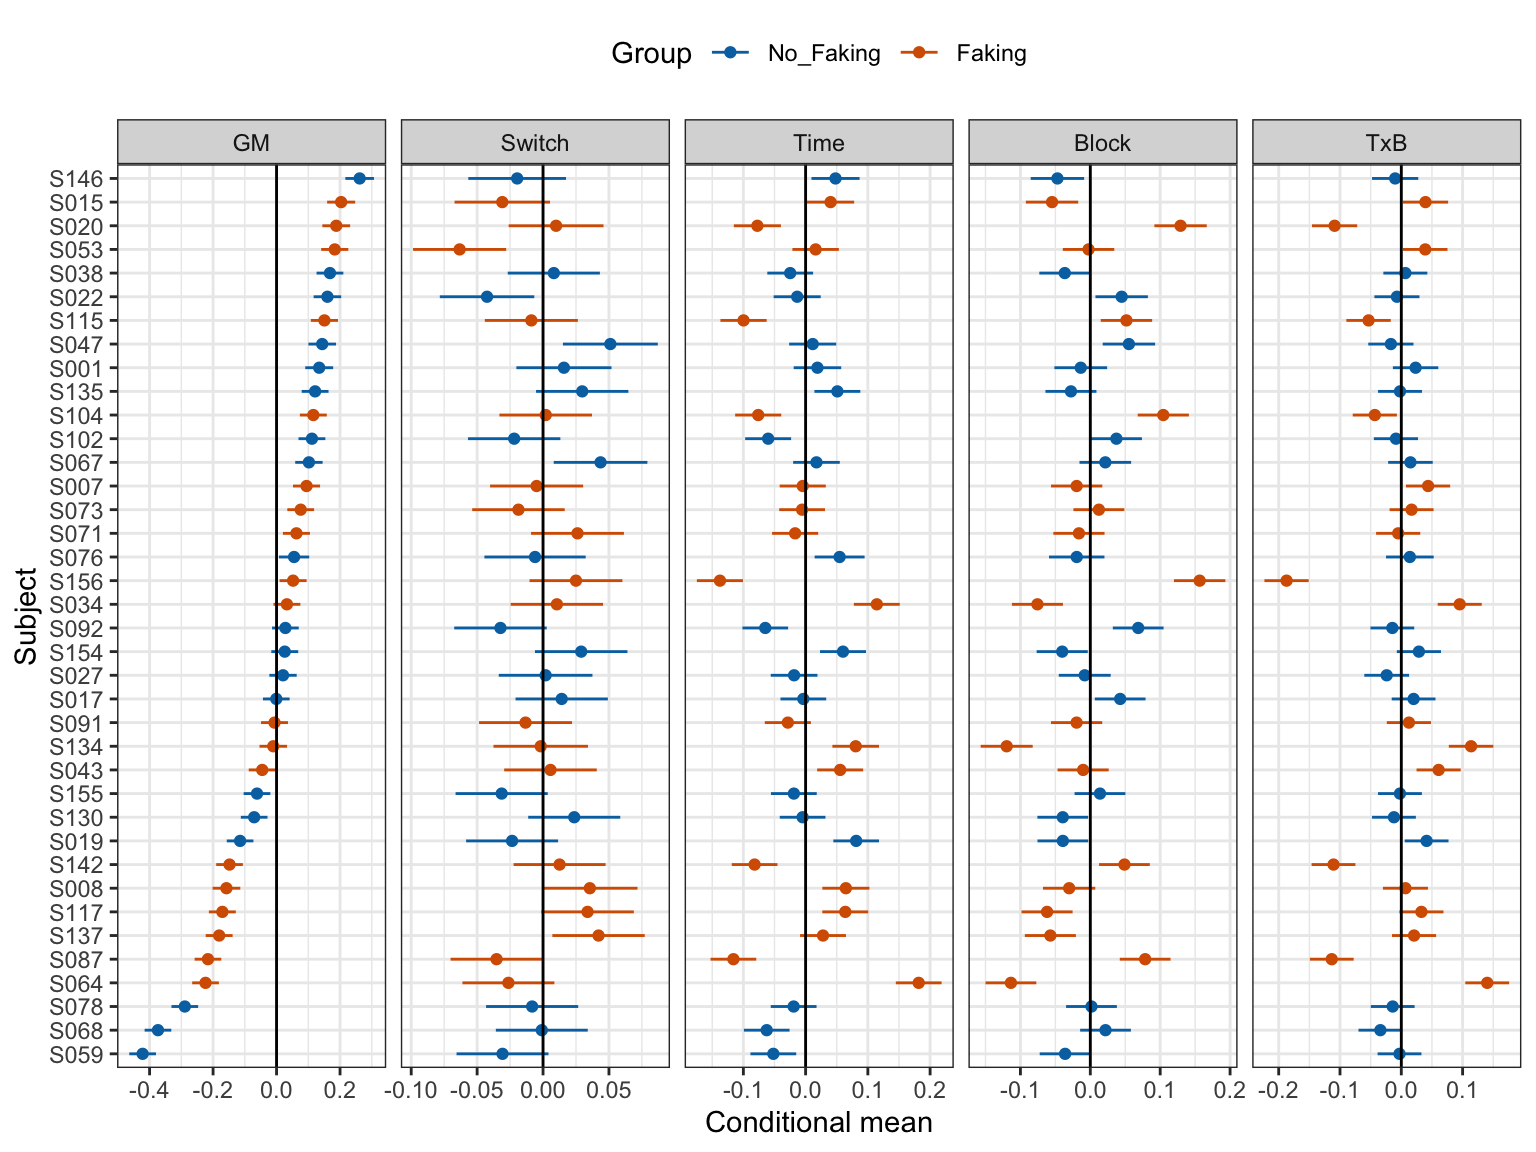 Group No_Faking Faking
GM Switch Time Block TxB
S146
S015
S020
S053
S038
S022
S115
S047
S001
S135
S104
S102
S067
S007
S073
S071
S076
S156
S034
S092
S154
S027
S017
S091
S134
S043
S155
S130
S019
S142
S008
S117
S137
S087
S064
S078
S068
S059
Subject
-0.4 -0.2 0.0 0.2 -0.10 -0.05 0.00 0.05 -0.1 0.0 0.1 0.2 -0.1 0.0 0.1 0.2 -0.2 -0.1 0.0 0.1
Conditional mean